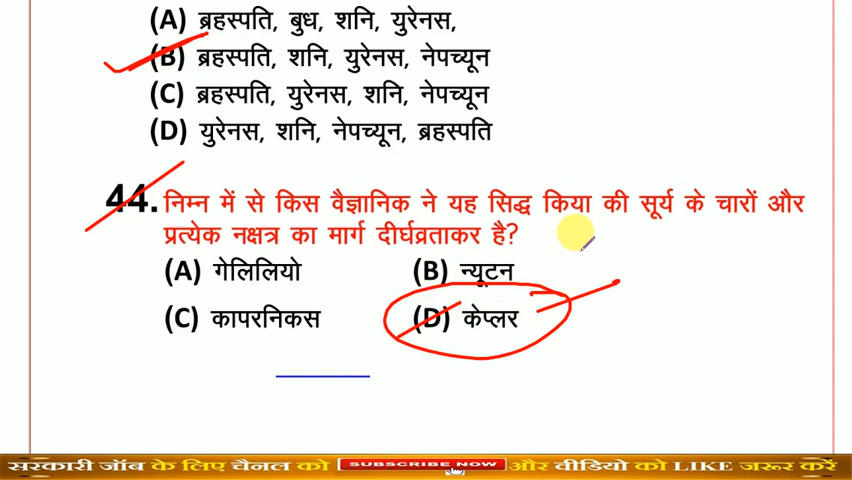 (A) ब्रहस्पति, बुध, शनि, युरेनस,
(B) ब्रहस्पति, शनि, युरेनस, नेपच्यून
(C) ब्रहस्पति, युरेनस, शनि, नेपच्यून
(D) युरेनस, शनि, नेपच्यून, ब्रहस्पति
44. निम्न में से किस वैज्ञानिक ने यह सिद्ध किया की सूर्य के चारों और
प्रत्येक नक्षत्र का मार्ग दीर्घव्रताकर है?
(A) गेलिलियो (B) न्यूटन
(C) कापरनिकस (D) केप्लर
सरकारी जॉब के लिए चैनल को SUBSCRIBE NOW और वीडियो को LIKE जरूर करें